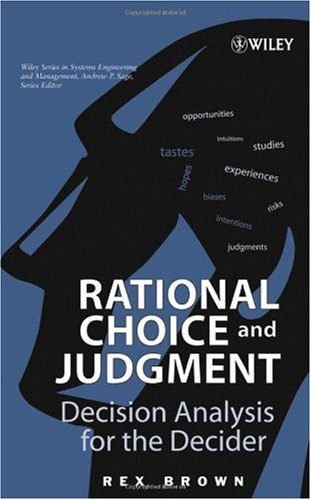 WILEY
Wiley Series in Systems Engineering
and Management, Andrew P. Sage,
Series Editor
opportunities
intuitions
studies
tastes
hopes
experiences
biases
risks
intentions
judgments
RATIONAL
CHOICE and
JUDGMENT
Decision Analysis
for the Decider
REX BROWN